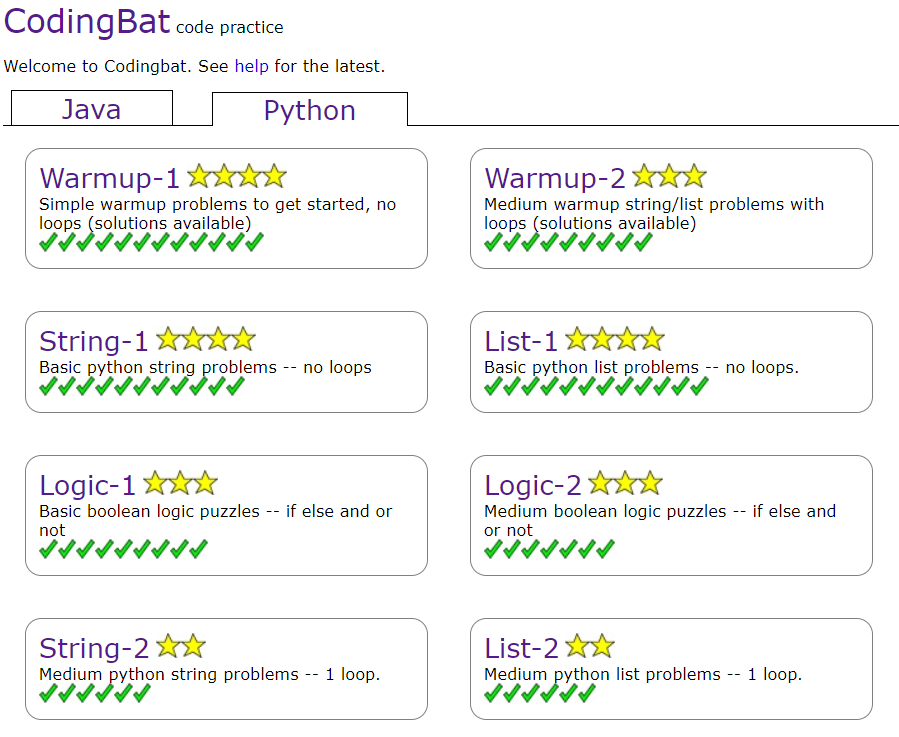 CodingBat code practice
Welcome to Codingbat. See help for the latest.
Java
Python
Warmup-1
Simple warmup problems to get started, no
loops (solutions available)
Warmup-2
Medium warmup string/list problems with
loops (solutions available)
String-1
Basic python string problems -- no loops
List-1
Basic python list problems -- no loops.
Logic-1
Basic boolean logic puzzles -- if else and or
not
Logic-2
Medium boolean logic puzzles -- if else and
or not
String-2
Medium python string problems -- 1 loop.
List-2
Medium python list problems -- 1 loop.